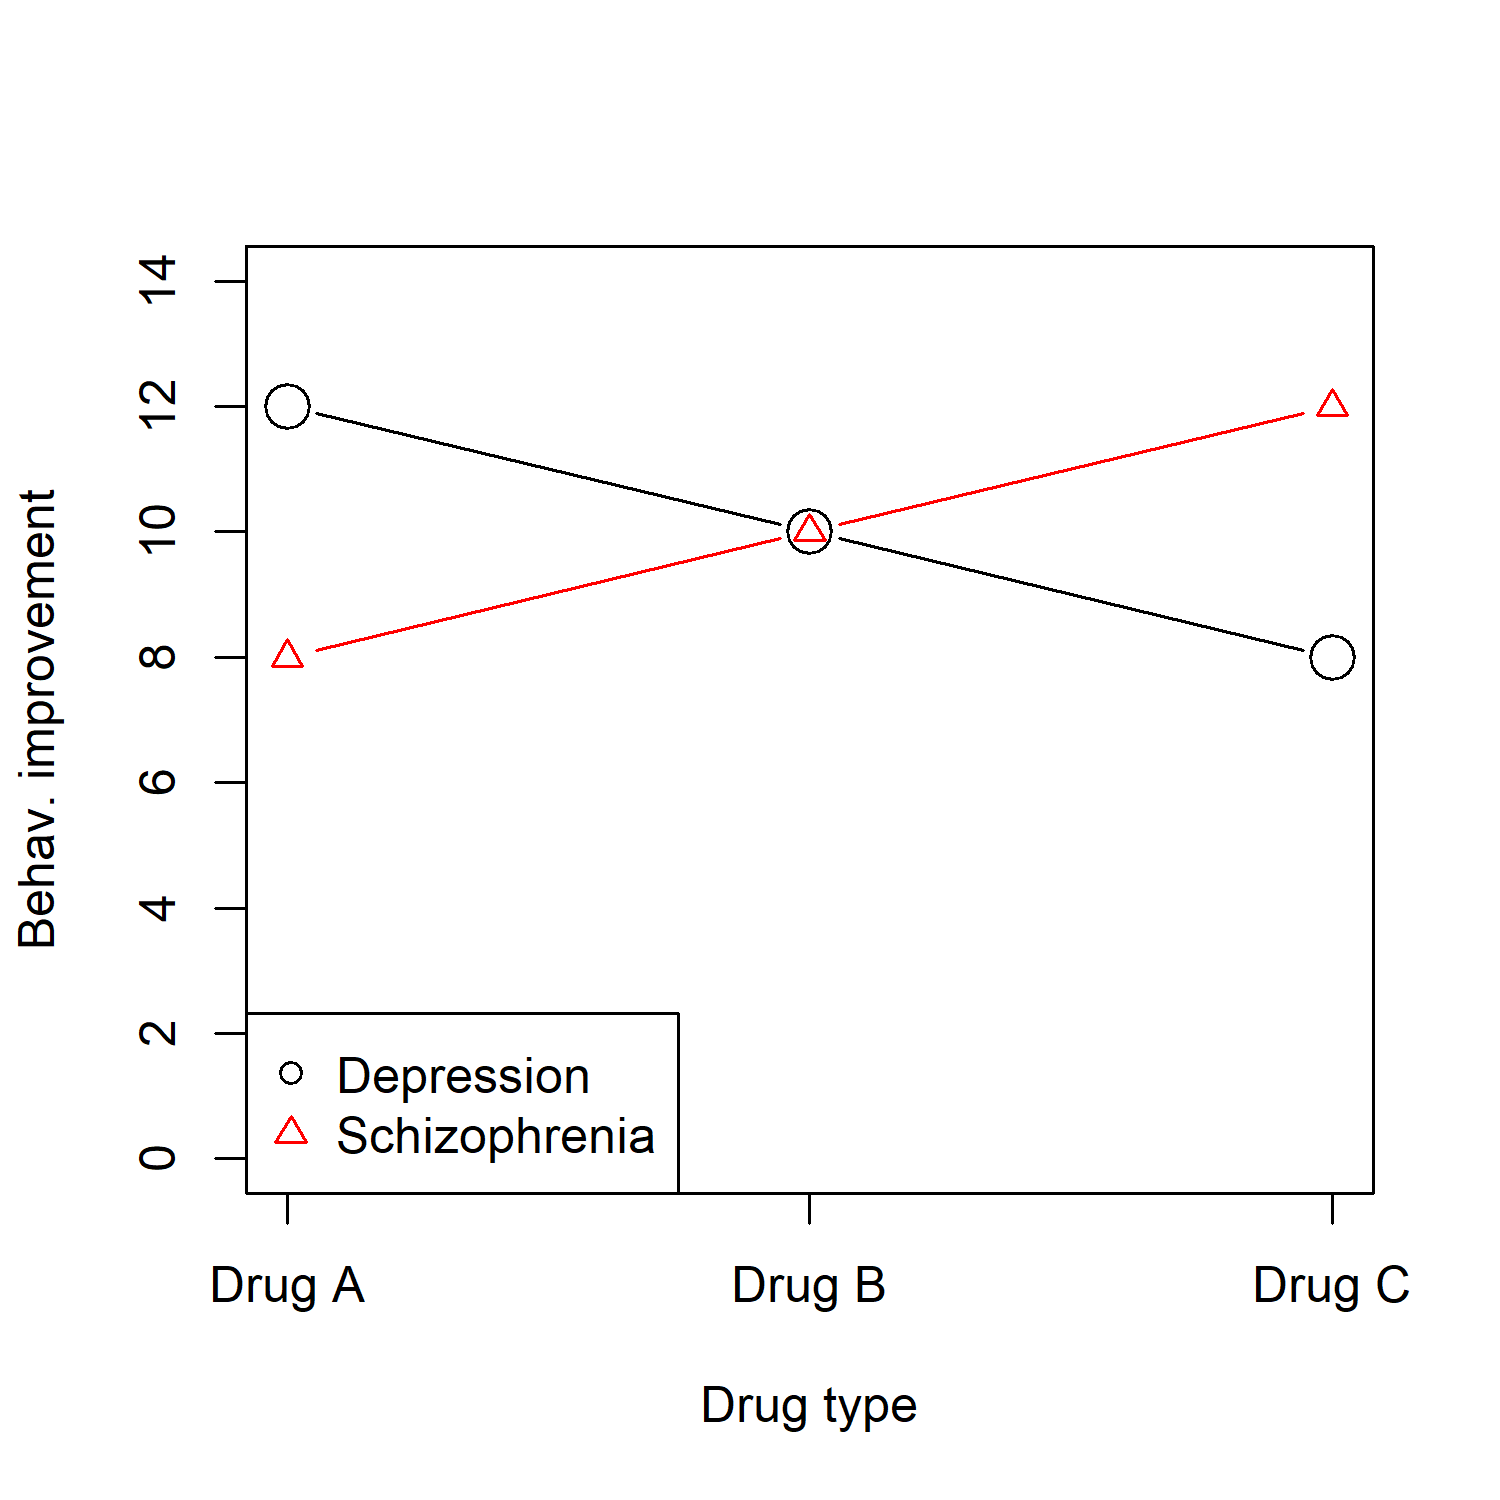 Behav. improvement
14
12
10
8
6
4
2
0
Depression
Schizophrenia
Drug A Drug B Drug C
Drug type